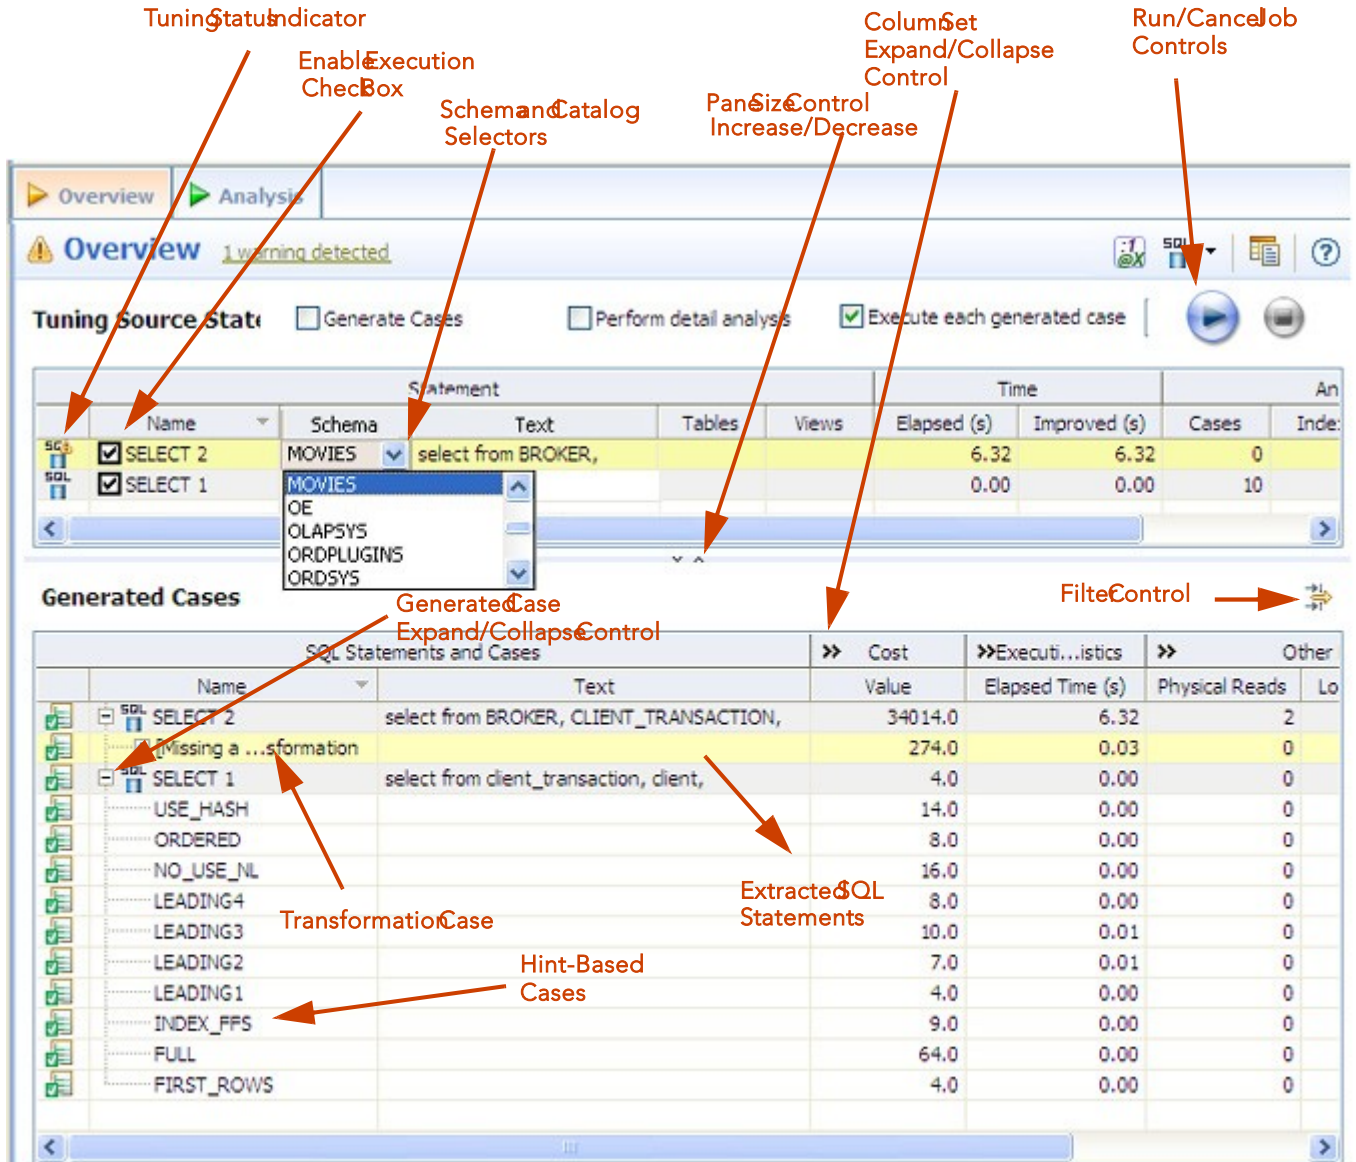 Tuning Status Indicator
Enable Execution
Check Box
Schema and Catalog
Selectors
Pane Size Control
Increase/Decrease
Column Set
Expand/Collapse
Control
Run/Cancel Job
Controls
Overview
Analysis
Overview 1 warning detected
SQL
Tuning Source State
Generate Cases
Perform detail analysis
Execute each generated case
Statement Time An
Name Schema Text Tables Views Elapsed (s) Improved (s) Cases Inde
SELECT 2 MOVIES select from BROKER, 6.32 6.32 0
SQL SELECT 1 0.00 0.00 10
MOVIES
OE
OLAPSYS
ORDPLUGINS
ORDSYS
Generated Cases
Generated Case
Expand/Collapse Control
Filter Control
SQL Statements and Cases Cost Executi...istics Other
Name Text Value Elapsed Time (s) Physical Reads Lo
SQL SELECT 2 select from BROKER, CLIENT_TRANSACTION, 34014.0 6.32 2
[Missing a ...sformation 274.0 0.03 0
SQL SELECT 1 select from client_transaction, client, 4.0 0.00 0
USE_HASH 14.0 0.00 0
ORDERED 8.0 0.00 0
NO_USE_NL 16.0 0.00 0
LEADING4 8.0 0.00 0
LEADING3 10.0 0.01 0
LEADING2 7.0 0.01 0
LEADING1 4.0 0.00 0
INDEX_FFS 9.0 0.00 0
FULL 64.0 0.00 0
FIRST_ROWS 4.0 0.00 0
Transformation Case
Extracted SQL
Statements
Hint-Based
Cases